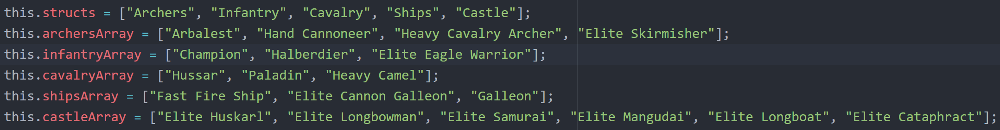 this.structs = ["Archers", "Infantry", "Cavalry", "Ships", "Castle"];
this.archersArray = ["Arbalest", "Hand Cannoneer", "Heavy Cavalry Archer", "Elite Skirmisher"];
this.infantryArray = ["Champion", "Halberdier", "Elite Eagle Warrior"];
this.cavalryArray = ["Hussar", "Paladin", "Heavy Camel"];
this.shipsArray = ["Fast Fire Ship", "Elite Cannon Galleon", "Galleon"];
this.castleArray = ["Elite Huskarl", "Elite Longbowman", "Elite Samurai", "Elite Mangudai", "Elite Longboat", "Elite Cataphract"];